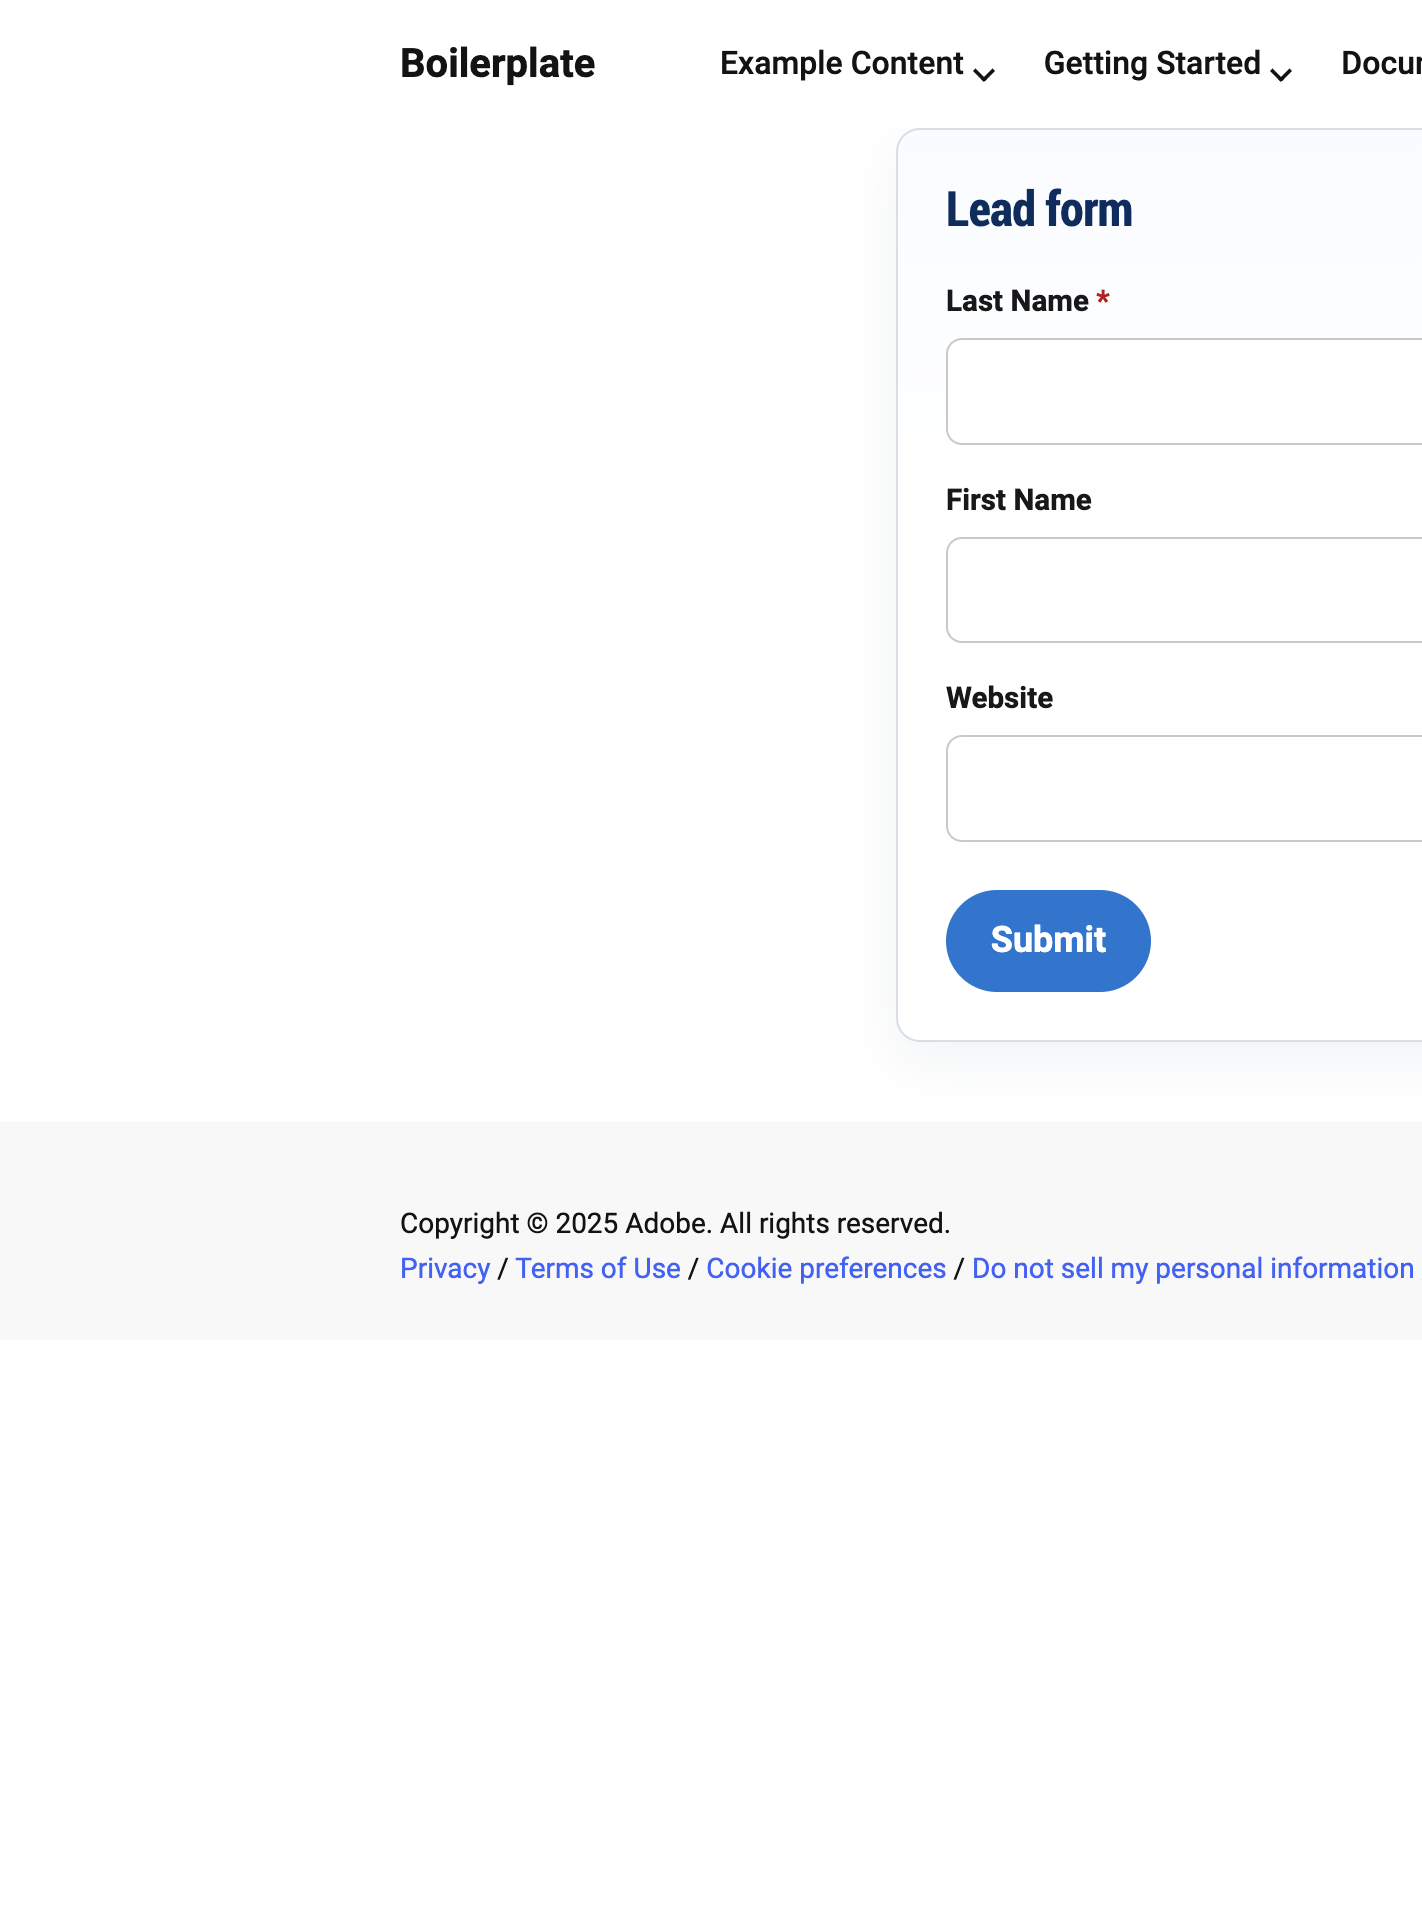 Boilerplate
Example Content
Getting Started
Lead form
Last Name *
First Name
Website
Submit
Copyright © 2025 Adobe. All rights reserved.
Privacy / Terms of Use / Cookie preferences / Do not sell my personal information